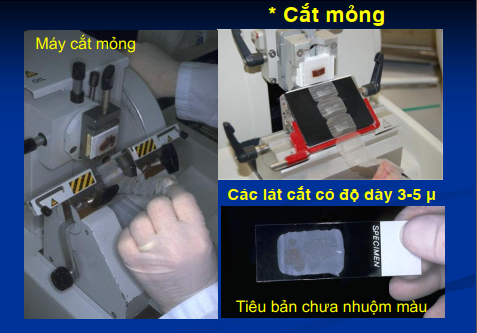 * Cắt mỏng
Máy cắt mỏng
Các lát cắt có độ dày 3-5 µ
SPECIMEN
Tiêu bản chưa nhuộm màu